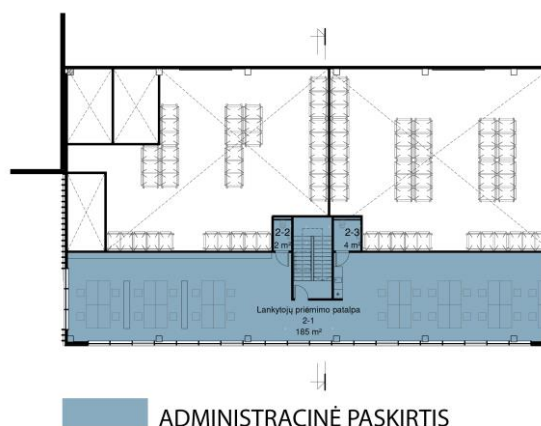 2-2
2 m²
2-3
4 m²
Lankytojų priėmimo patalpa
2-1
185 m²
ADMINISTRACINĖ PASKIRTIS